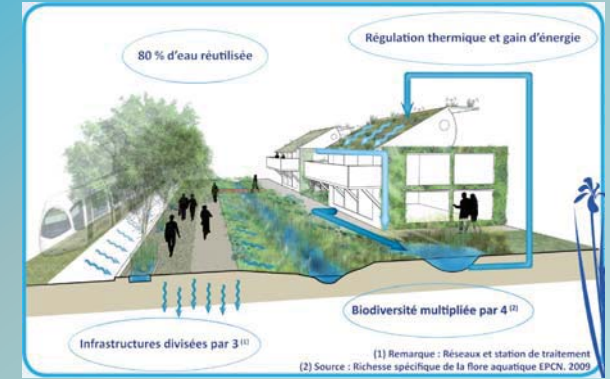 80 % d'eau réutilisée
Régulation thermique et gain d'énergie
Biodiversité multipliée par 4 (2)
Infrastructures divisées par 3 (1)
(1) Remarque : Réseaux et station de traitement
(2) Source : Richesse spécifique de la flore aquatique EPCN. 2009